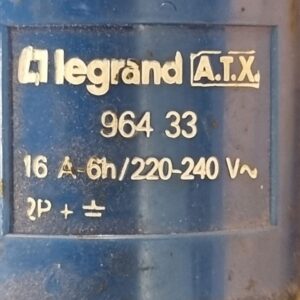 legrand A.T.X.
964 33
16 A-6h/220-240 V~
2P + ⏚